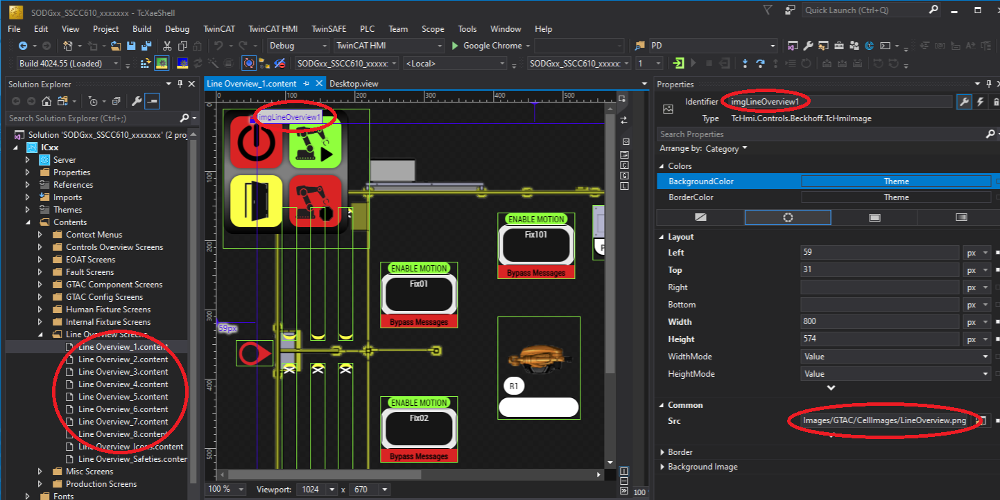 SODGxx_SSCC610_xxxxxxx - TcXaeShell
Quick Launch (Ctrl+Q)
File Edit View Project Build Debug TwinCAT TwinCAT HMI TwinSAFE PLC Team Scope Tools Window Help
Debug TwinCAT HMI Google Chrome PD
Build 4024.55 (Loaded) SODGxx_SSCC610_xxxxx: <Local> SODGxx_SSCC610_xxxxx: 1
Solution Explorer
Search Solution Explorer (Ctrl+;)
Solution 'SODGxx_SSCC610_xxxxxxx' (2 proj
ICxx
Server
Properties
References
Imports
Themes
Contents
Context Menus
Controls Overview Screens
EOAT Screens
Fault Screens
GTAC Component Screens
GTAC Config Screens
Human Fixture Screens
Internal Fixture Screens
Line Overview Screens
Line Overview_1.content
Line Overview_2.content
Line Overview_3.content
Line Overview_4.content
Line Overview_5.content
Line Overview_6.content
Line Overview_7.content
Line Overview_8.content
Line Overview_Icons.content
Line Overview_Safeties.conten
Misc Screens
Production Screens
Fonts
Line Overview_1.content Desktop.view
0 100 200 300 400 500
0
100
200
300
400
500
imgLineOverview1
ENABLE MOTION
Fix101
Bypass Messages
P
ENABLE MOTION
Fix01
Bypass Messages
59px
R1
ENABLE MOTION
Fix02
Bypass Messages
C
G
L
100 % Viewport: 1024 x 670
100
Properties
Identifier imgLineOverview1
Type TcHmi.Controls.Beckhoff.TcHmiImage
Search Properties
Arrange by: Category
Colors
BackgroundColor Theme
BorderColor Theme
Layout
Left 59 px
Top 31 px
Right px
Bottom px
Width 800 px
Height 574 px
WidthMode Value
HeightMode Value
Common
Src Images/GTAC/CellImages/LineOverview.png
Border
Background Image